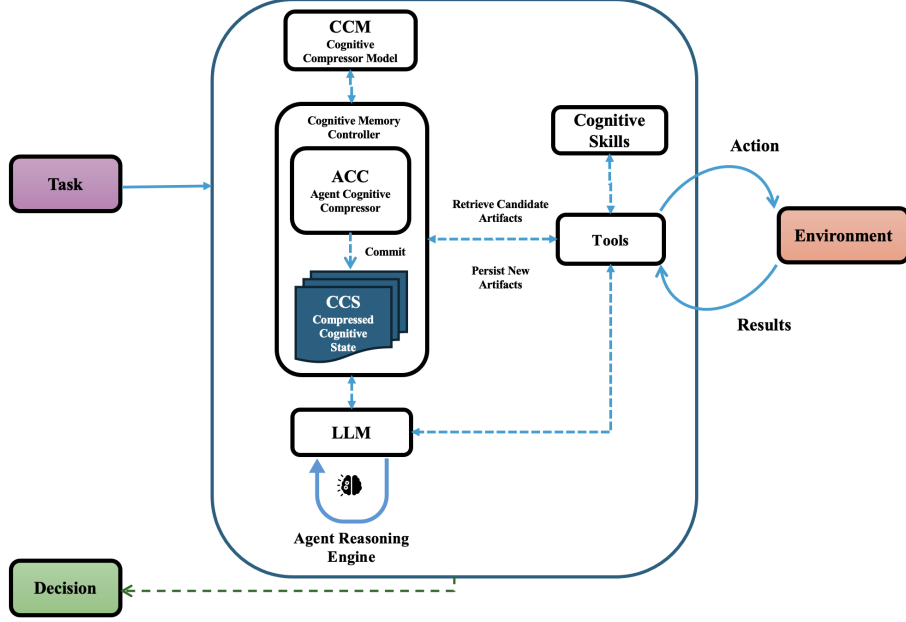 CCM
Cognitive
Compressor Model
Cognitive Memory
Controller
ACC
Agent Cognitive
Compressor
Commit
CCS
Compressed
Cognitive
State
LLM
Agent Reasoning
Engine
Task
Decision
Retrieve Candidate
Artifacts
Persist New
Artifacts
Cognitive
Skills
Tools
Action
Environment
Results